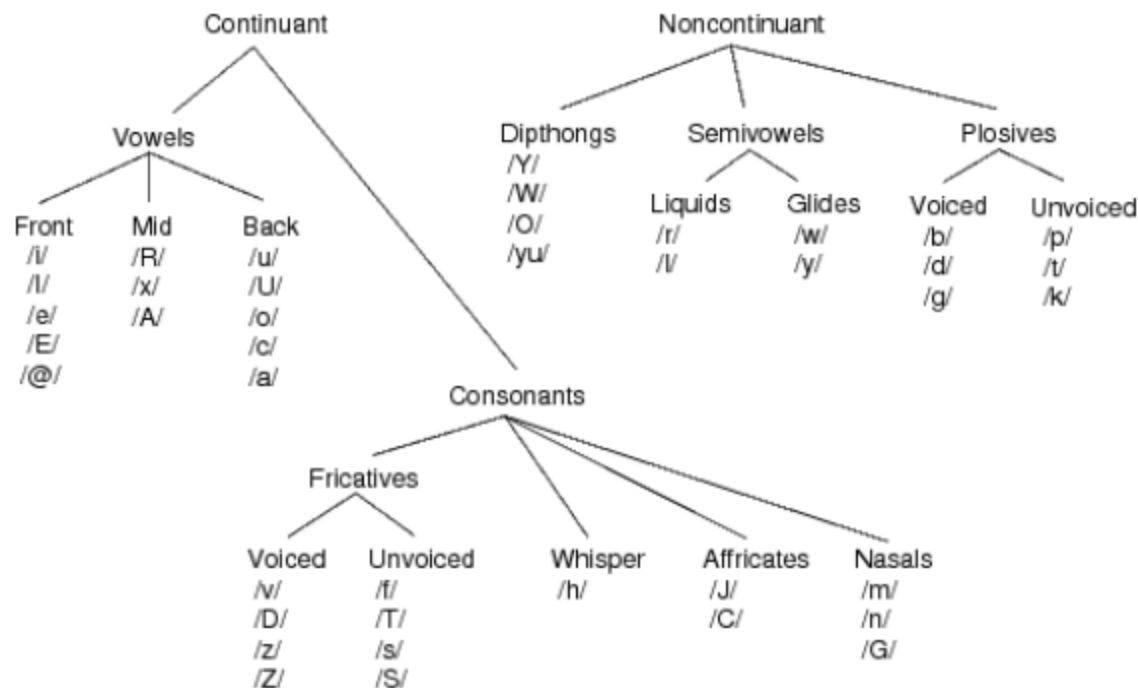 Continuant Noncontinuant
Vowels Dipthongs Semivowels Plosives
/Y/
/W/
/O/
/yu/
Liquids Glides Voiced Unvoiced
/r/ /w/ /b/ /p/
/l/ /y/ /d/ /t/
/g/ /k/
Front Mid Back
/i/ /R/ /u/
/I/ /x/ /U/
/e/ /A/ /o/
/E/ /c/
/@/ /a/
Consonants
Fricatives
Voiced Unvoiced Whisper Affricates Nasals
/v/ /f/ /h/ /J/ /m/
/D/ /T/ /C/ /n/
/z/ /s/ /G/
/Z/ /S/